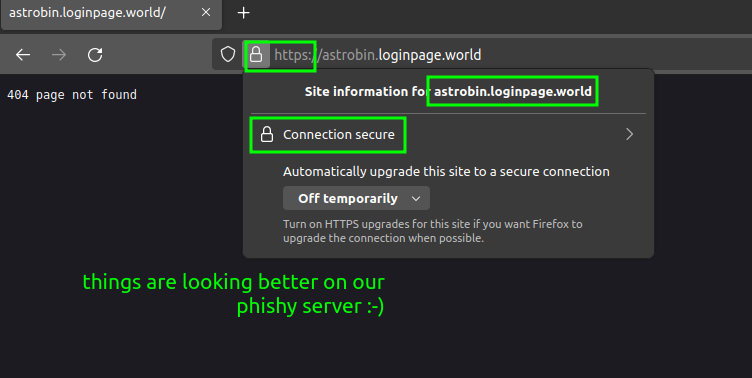 astrobin.loginpage.world/
https://astrobin.loginpage.world
404 page not found
Site information for astrobin.loginpage.world
Connection secure
Automatically upgrade this site to a secure connection
Off temporarily
Turn on HTTPS upgrades for this site if you want Firefox to
upgrade the connection when possible.
things are looking better on our
phishy server :-)